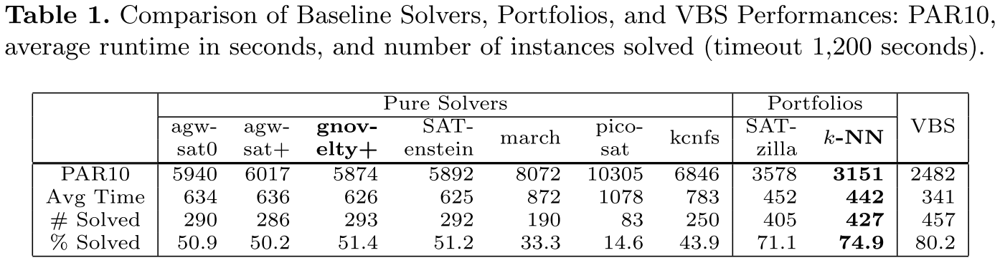 Table 1. Comparison of Baseline Solvers, Portfolios, and VBS Performances: PAR10,
average runtime in seconds, and number of instances solved (timeout 1,200 seconds).
Pure Solvers Portfolios VBS
agw- agw- gnov- SAT- march pico- kcnfs SAT- k-NN
sat0 sat+ elty+ enstein sat zilla
PAR10 5940 6017 5874 5892 8072 10305 6846 3578 3151 2482
Avg Time 634 636 626 625 872 1078 783 452 442 341
# Solved 290 286 293 292 190 83 250 405 427 457
% Solved 50.9 50.2 51.4 51.2 33.3 14.6 43.9 71.1 74.9 80.2